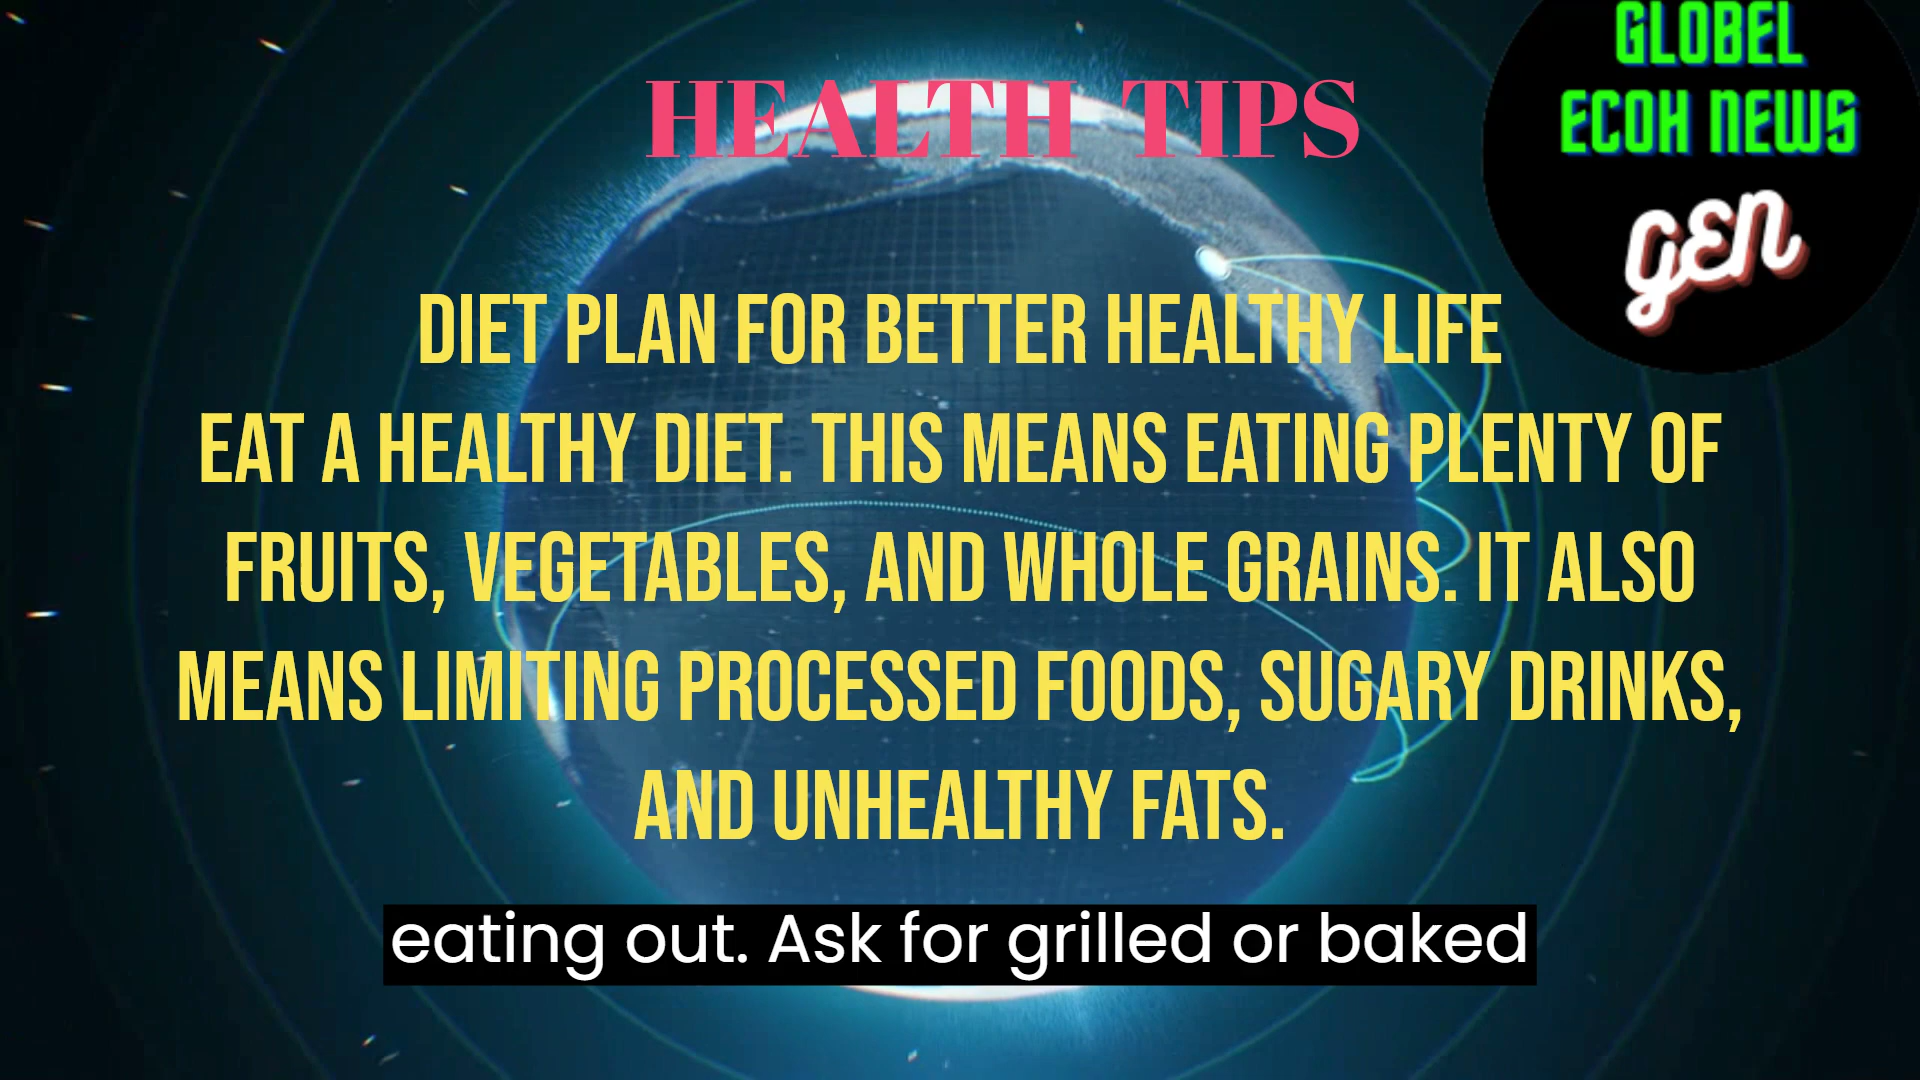 GLOBEL
ECOH NEWS
GEN
HEALTH TIPS
DIET PLAN FOR BETTER HEALTHY LIFE
EAT A HEALTHY DIET. THIS MEANS EATING PLENTY OF
FRUITS, VEGETABLES, AND WHOLE GRAINS. IT ALSO
MEANS LIMITING PROCESSED FOODS, SUGARY DRINKS,
AND UNHEALTHY FATS.
eating out. Ask for grilled or baked